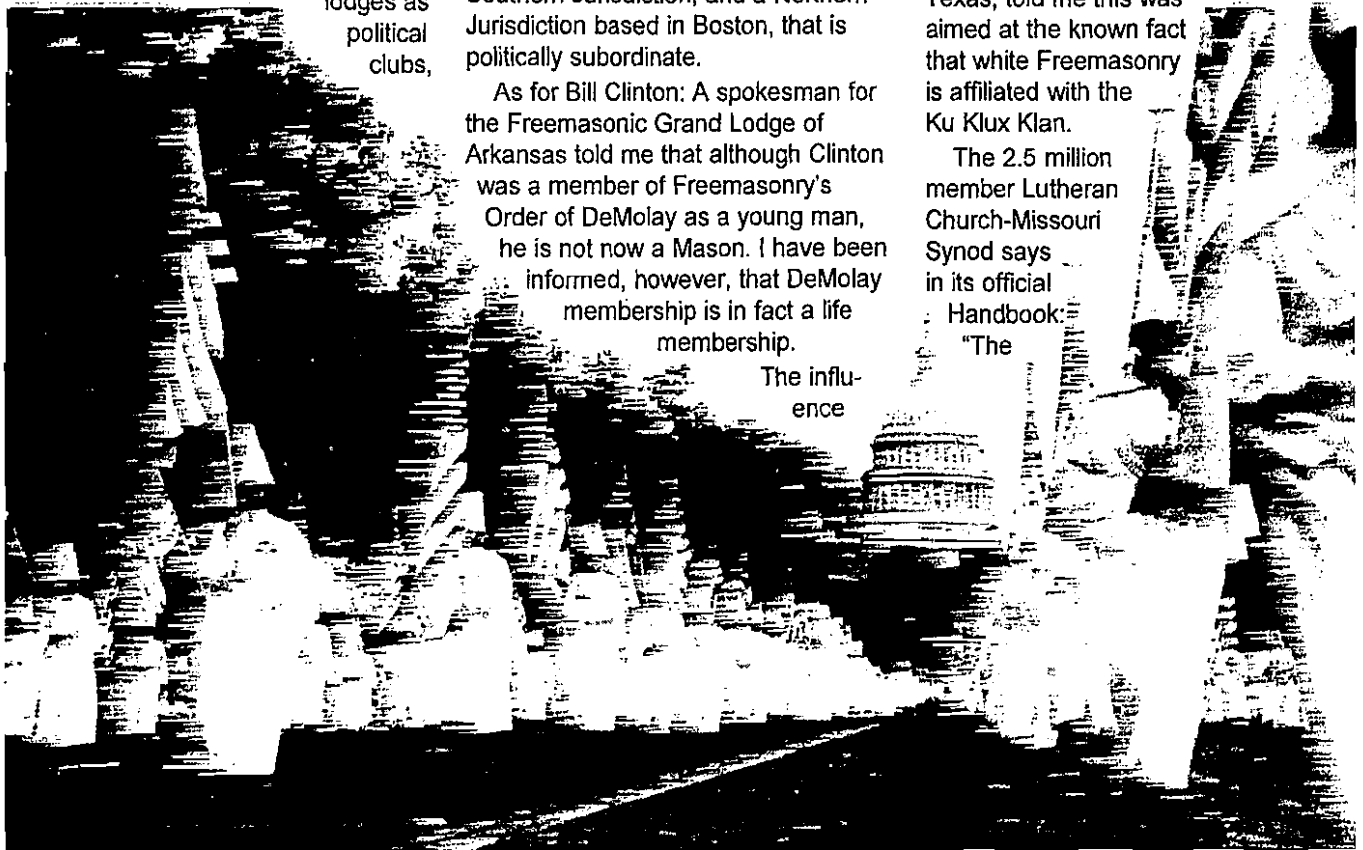 lodges as
political
clubs,
Southern Jurisdiction, and a Northern
Jurisdiction based in Boston, that is
politically subordinate.
As for Bill Clinton: A spokesman for
the Freemasonic Grand Lodge of
Arkansas told me that although Clinton
was a member of Freemasonry's
Order of DeMolay as a young man,
he is not now a Mason. I have been
informed, however, that DeMolay
membership is in fact a life
membership.
The influ-
ence
Texas, told me this was
aimed at the known fact
that white Freemasonry
is affiliated with the
Ku Klux Klan.
The 2.5 million
member Lutheran
Church-Missouri
Synod says
in its official
Handbook:
"The